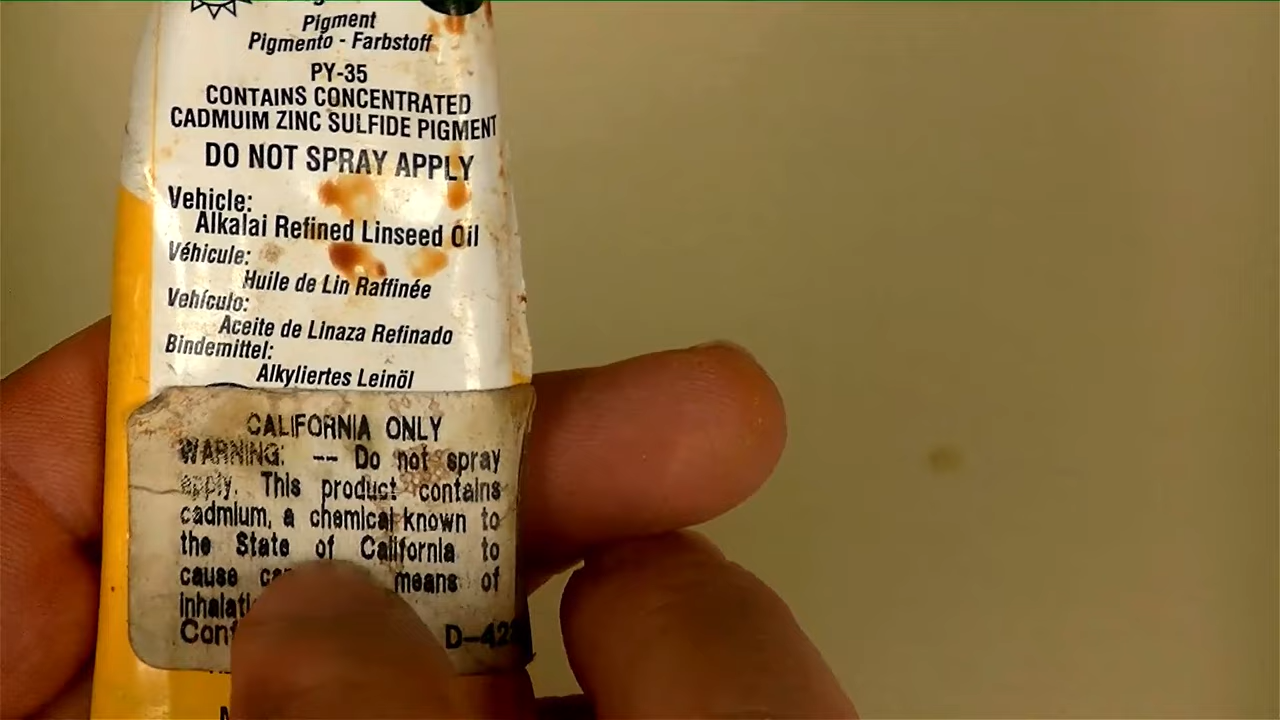 Pigment
Pigmento - Farbstoff
PY-35
CONTAINS CONCENTRATED
CADMUIM ZINC SULFIDE PIGMENT
DO NOT SPRAY APPLY
Vehicle:
Alkalai Refined Linseed Oil
Véhicule:
Huile de Lin Raffinée
Vehículo:
Aceite de Linaza Refinado
Bindemittel:
Alkyliertes Leinöl
CALIFORNIA ONLY
WARNING: -- Do not spray
apply. This product contains
cadmium, a chemical known to
the State of California to
cause means of